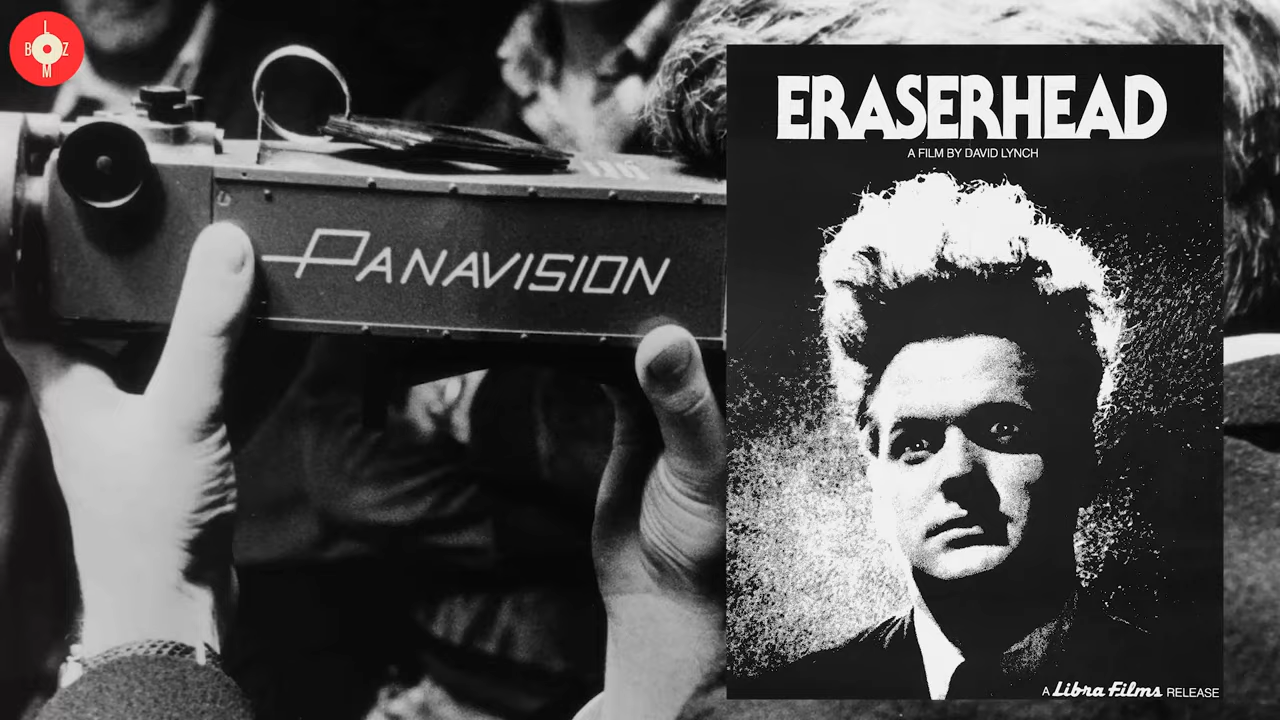 L
B Z
M
PANAVISION
ERASERHEAD
A FILM BY DAVID LYNCH
A Libra Films RELEASE